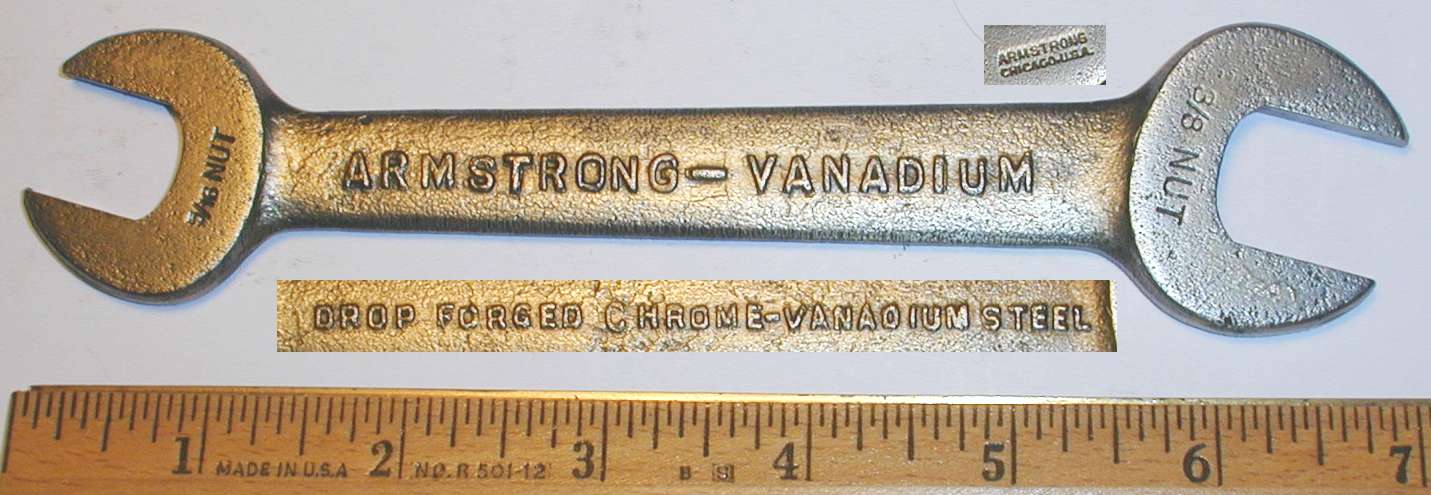 ARMSTRONG
CHICAGO-U.S.A.
5/16 NUT
ARMSTRONG-VANADIUM
3/8 NUT
DROP FORGED CHROME-VANADIUM STEEL
1 2 3 4 5 6 7
MADE IN U.S.A NO. R 501-12 B S